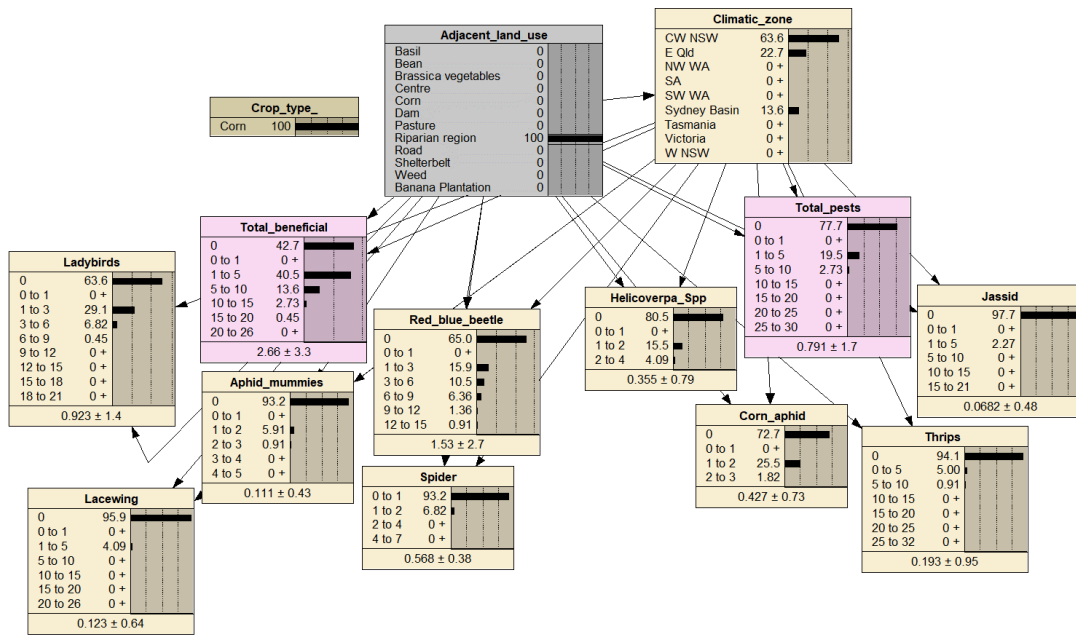 Adjacent_land_use
Basil 0
Bean 0
Brassica vegetables 0
Centre 0
Corn 0
Dam 0
Pasture 0
Riparian region 100
Road 0
Shelterbelt 0
Weed 0
Banana Plantation 0
Climatic_zone
CW NSW 63.6
E Qld 22.7
NW WA 0 +
SA 0 +
SW WA 0 +
Sydney Basin 13.6
Tasmania 0 +
Victoria 0 +
W NSW 0 +
Crop_type_
Corn 100
Total_beneficial
0 42.7
0 to 1 0 +
1 to 5 40.5
5 to 10 13.6
10 to 15 2.73
15 to 20 0.45
20 to 26 0 +
2.66 ± 3.3
Total_pests
0 77.7
0 to 1 0 +
1 to 5 19.5
5 to 10 2.73
10 to 15 0 +
15 to 20 0 +
20 to 25 0 +
25 to 30 0 +
0.791 ± 1.7
Ladybirds
0 63.6
0 to 1 0 +
1 to 3 29.1
3 to 6 6.82
6 to 9 0.45
9 to 12 0 +
12 to 15 0 +
15 to 18 0 +
18 to 21 0 +
0.923 ± 1.4
Red_blue_beetle
0 65.0
0 to 1 0 +
1 to 3 15.9
3 to 6 10.5
6 to 9 6.36
9 to 12 1.36
12 to 15 0.91
1.53 ± 2.7
Helicoverpa_Spp
0 80.5
0 to 1 0 +
1 to 2 15.5
2 to 4 4.09
0.355 ± 0.79
Jassid
0 97.7
0 to 1 0 +
1 to 5 2.27
5 to 10 0 +
10 to 15 0 +
15 to 21 0 +
0.0682 ± 0.48
Aphid_mummies
0 93.2
0 to 1 0 +
1 to 2 5.91
2 to 3 0.91
3 to 4 0 +
4 to 5 0 +
0.111 ± 0.43
Corn_aphid
0 72.7
0 to 1 0 +
1 to 2 25.5
2 to 3 1.82
0.427 ± 0.73
Thrips
0 94.1
0 to 5 5.00
5 to 10 0.91
10 to 15 0 +
15 to 20 0 +
20 to 25 0 +
25 to 32 0 +
0.193 ± 0.95
Spider
0 to 1 93.2
1 to 2 6.82
2 to 4 0 +
4 to 7 0 +
0.568 ± 0.38
Lacewing
0 95.9
0 to 1 0 +
1 to 5 4.09
5 to 10 0 +
10 to 15 0 +
15 to 20 0 +
20 to 26 0 +
0.123 ± 0.64